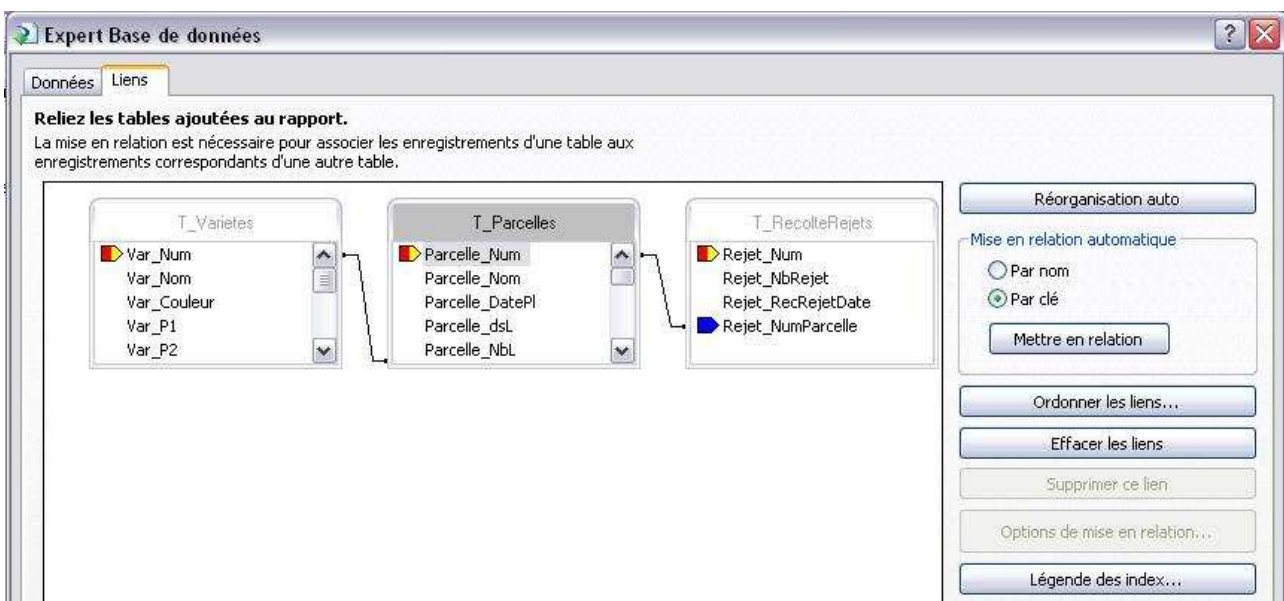 Expert Base de données
Données
Liens
Reliez les tables ajoutées au rapport.
La mise en relation est nécessaire pour associer les enregistrements d'une table aux
enregistrements correspondants d'une autre table.
T_Varietes
Var_Num
Var_Nom
Var_Couleur
Var_P1
Var_P2
T_Parcelles
Parcelle_Num
Parcelle_Nom
Parcelle_DatePl
Parcelle_dsL
Parcelle_NbL
T_RecolteRejets
Rejet_Num
Rejet_NbRejet
Rejet_RecRejetDate
Rejet_NumParcelle
Réorganisation auto
Mise en relation automatique
Par nom
Par clé
Mettre en relation
Ordonner les liens...
Effacer les liens
Supprimer ce lien
Options de mise en relation...
Légende des index...